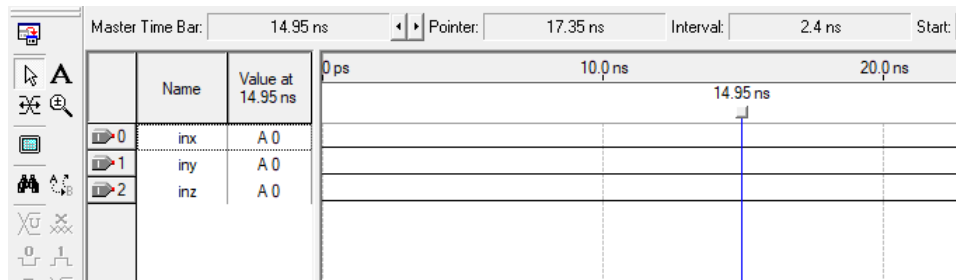 Master Time Bar: 14.95 ns Pointer: 17.35 ns Interval: 2.4 ns Start:
A
Name
Value at
14.95 ns
0 ps 10.0 ns 20.0 ns
14.95 ns
0 inx A 0
1 iny A 0
2 inz A 0